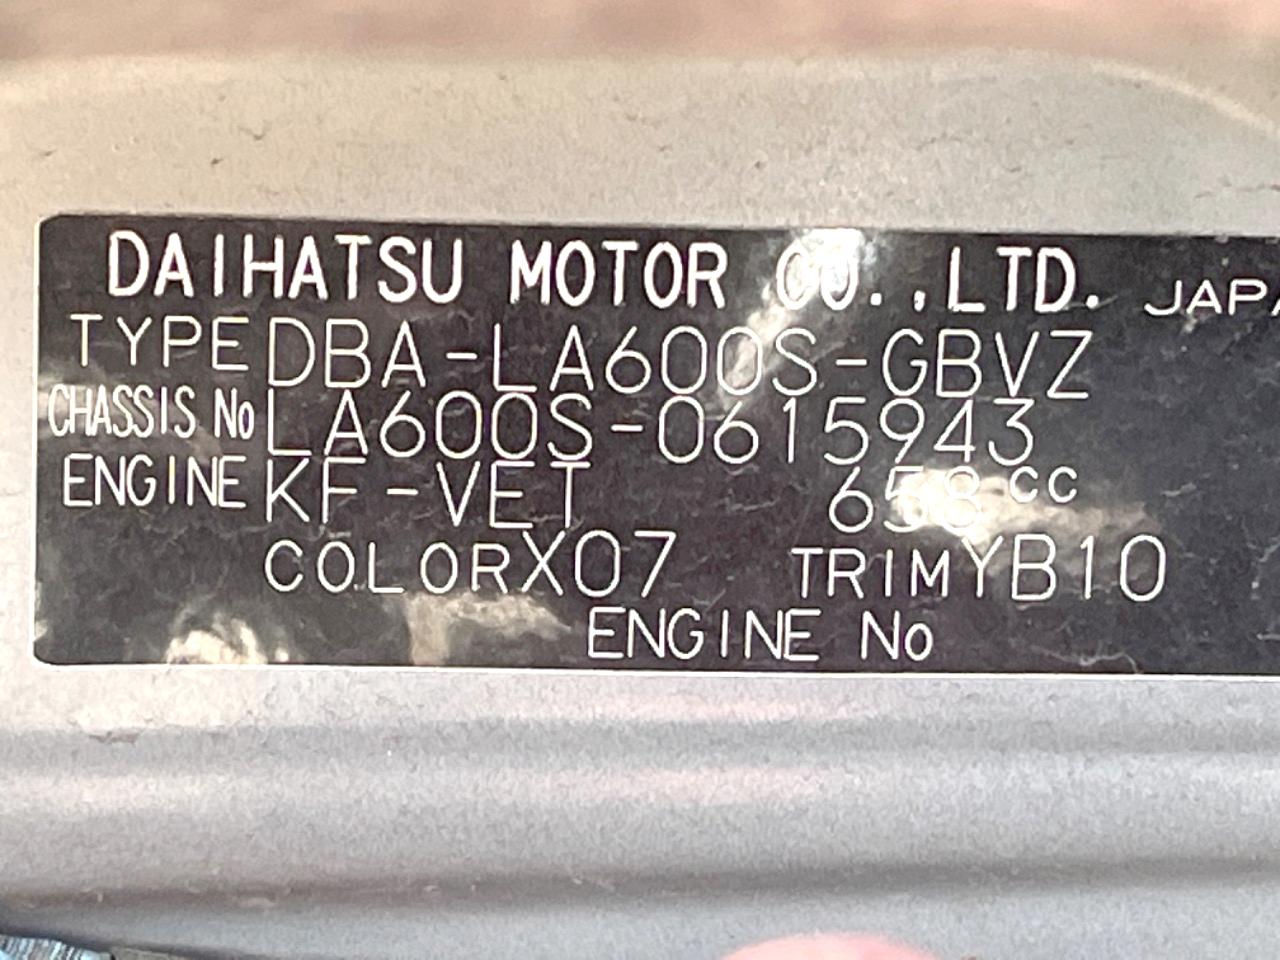 DAIHATSU MOTOR CO.,LTD. JAPA
TYPE DBA-LA600S-GBVZ
CHASSIS No LA600S-0615943
ENGINE KF-VET 658cc
COLOR X07 TRIM YB10
ENGINE No